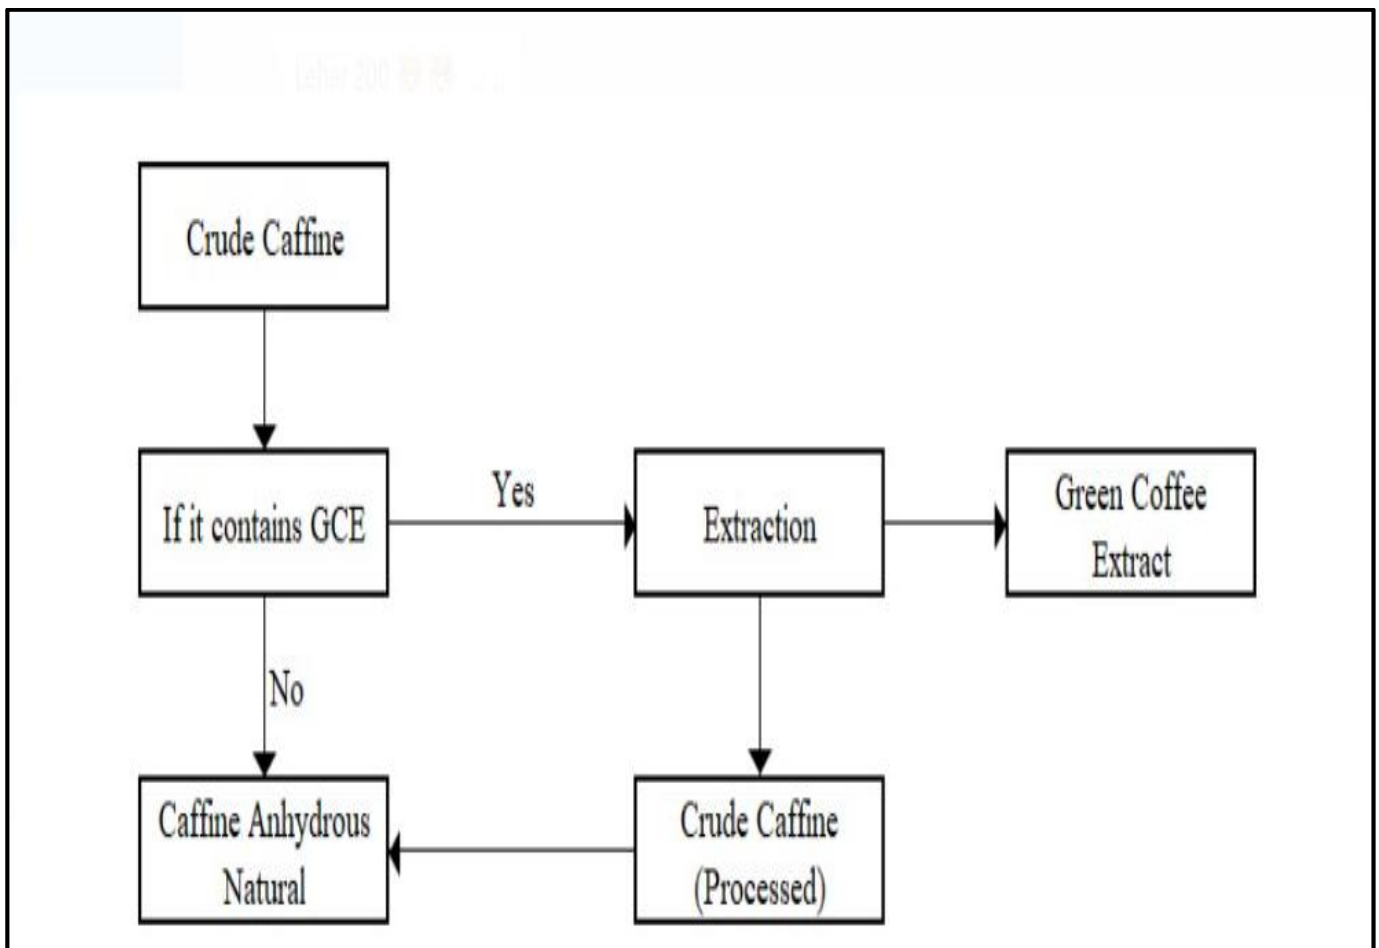 Crude Caffine
If it contains GCE
Yes
Extraction
Green Coffee
Extract
No
Caffine Anhydrous
Natural
Crude Caffine
(Processed)